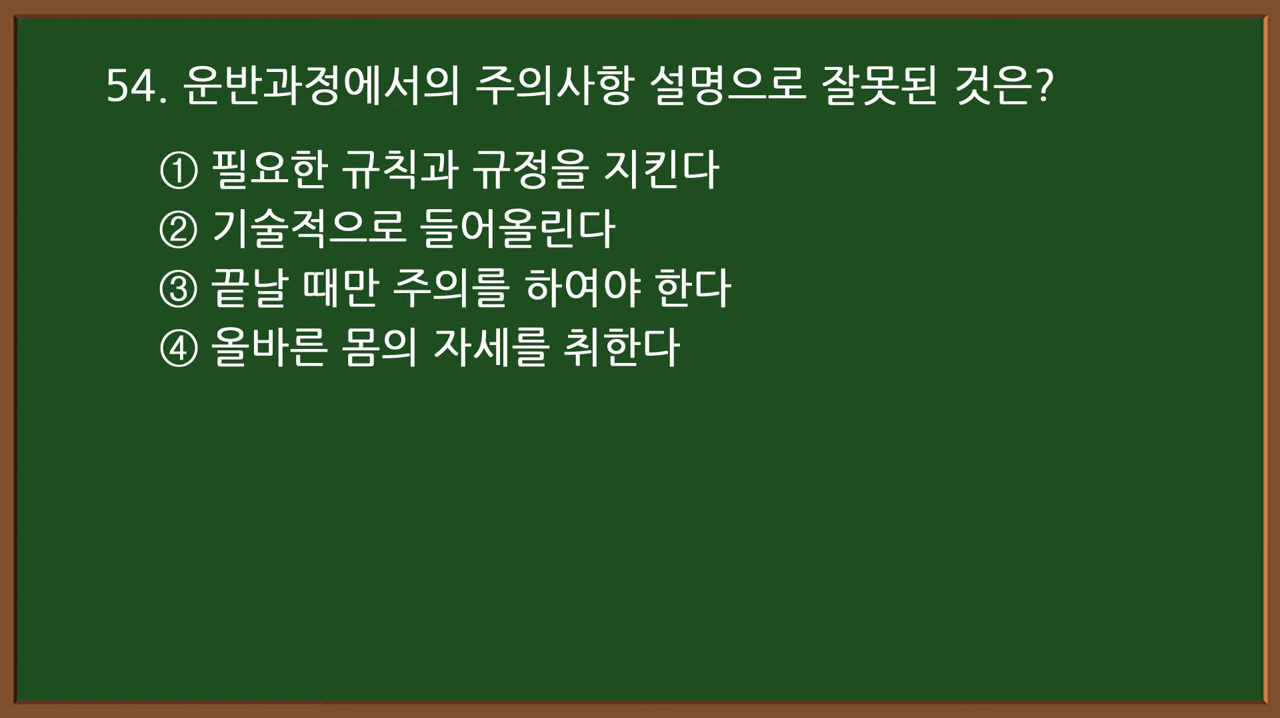 54. 운반과정에서의 주의사항 설명으로 잘못된 것은?
① 필요한 규칙과 규정을 지킨다
② 기술적으로 들어올린다
③ 끝날 때만 주의를 하여야 한다
④ 올바른 몸의 자세를 취한다